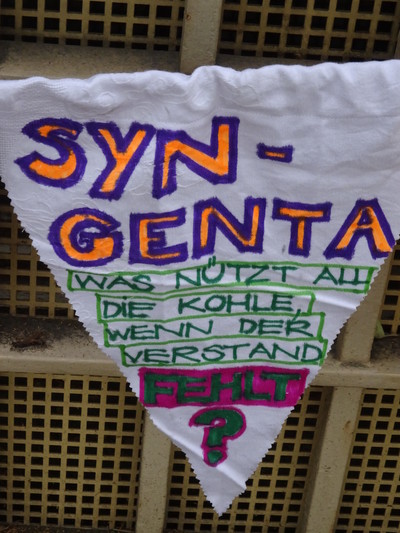 SYN-
GENTA
WAS NÜTZT ALL
DIE KOHLE,
WENN DER
VERSTAND
FEHLT
?